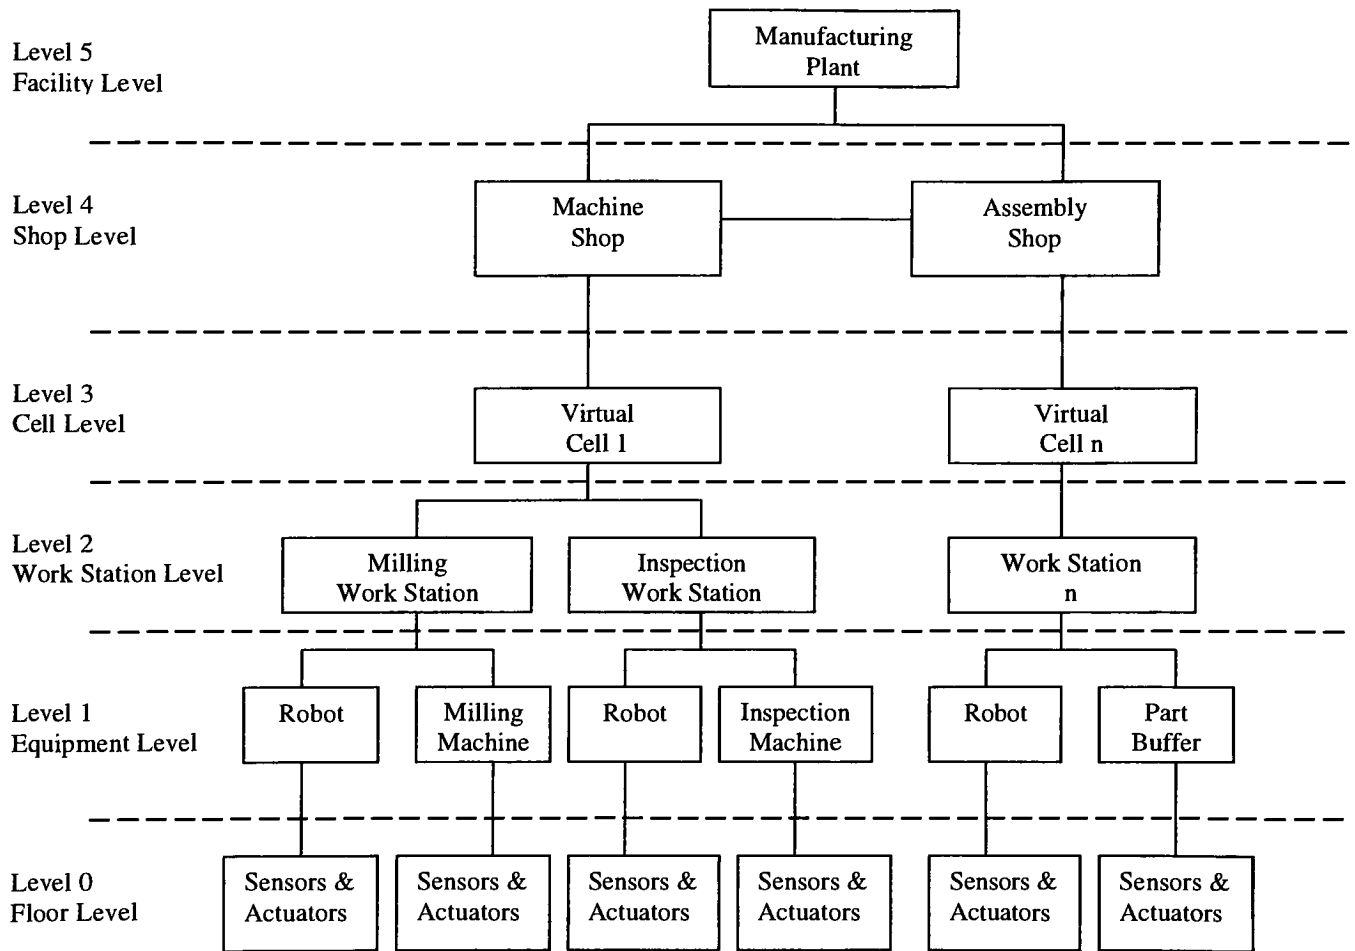 Level 5
Facility Level
Manufacturing
Plant
Level 4
Shop Level
Machine
Shop
Assembly
Shop
Level 3
Cell Level
Virtual
Cell 1
Virtual
Cell n
Level 2
Work Station Level
Milling
Work Station
Inspection
Work Station
Work Station
n
Level 1
Equipment Level
Robot
Milling
Machine
Robot
Inspection
Machine
Robot
Part
Buffer
Level 0
Floor Level
Sensors &
Actuators
Sensors &
Actuators
Sensors &
Actuators
Sensors &
Actuators
Sensors &
Actuators
Sensors &
Actuators